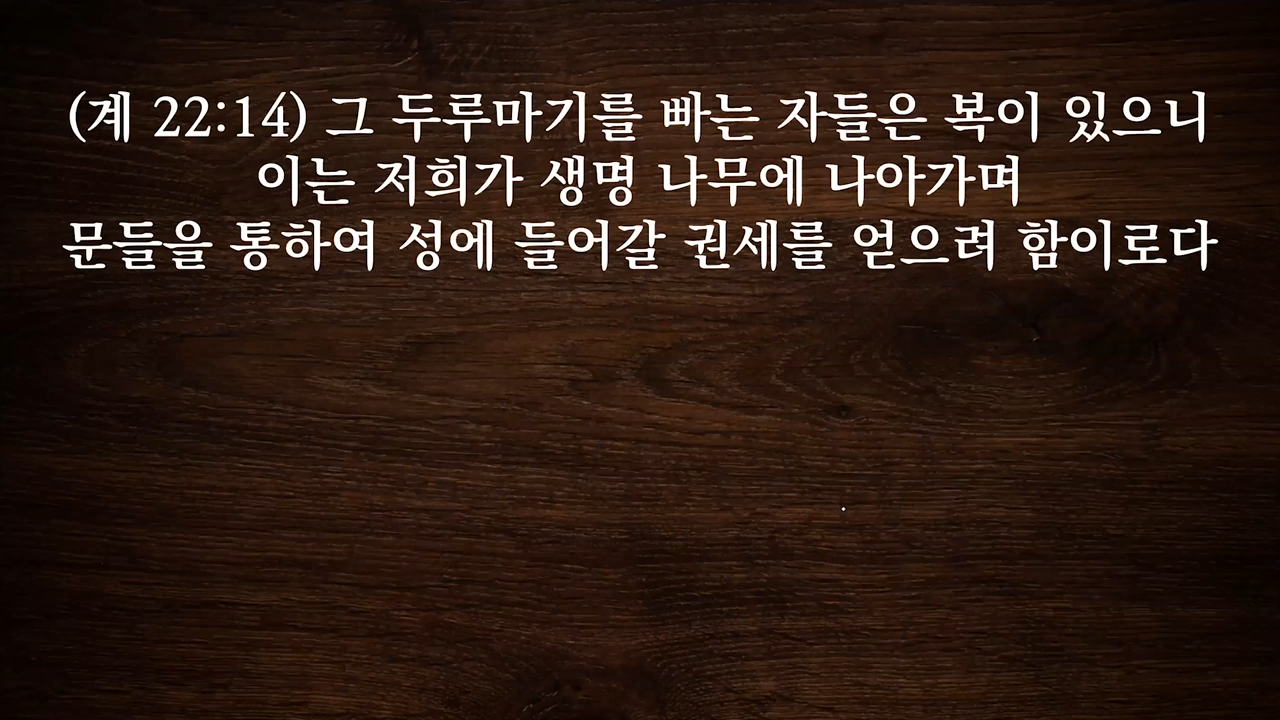 (계 22:14) 그 두루마기를 빠는 자들은 복이 있으니
이는 저희가 생명 나무에 나아가며
문들을 통하여 성에 들어갈 권세를 얻으려 함이로다